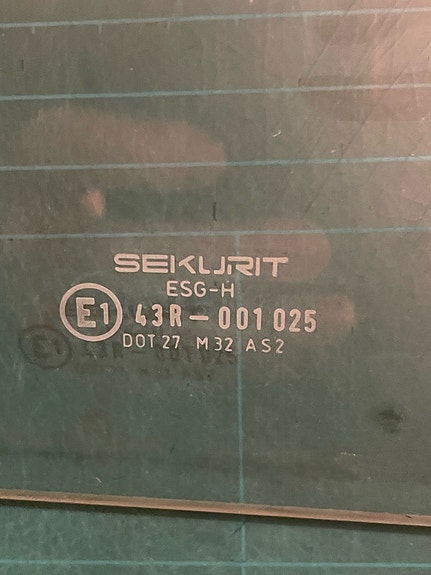 SEKURIT
ESG-H
E1 43R-001025
DOT 27 M32 AS2